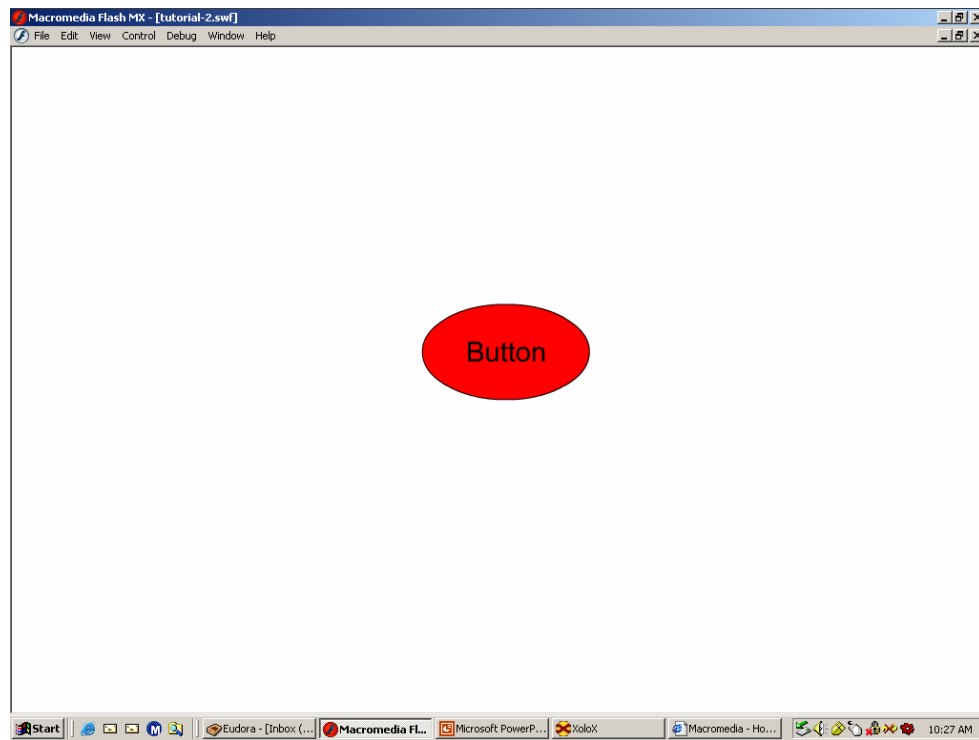 Macromedia Flash MX - [tutorial-2.swf]
File Edit View Control Debug Window Help
Button
Start Eudora - [Inbox (... Macromedia Fl... Microsoft PowerP... XoloX Macromedia - Ho... 10:27 AM